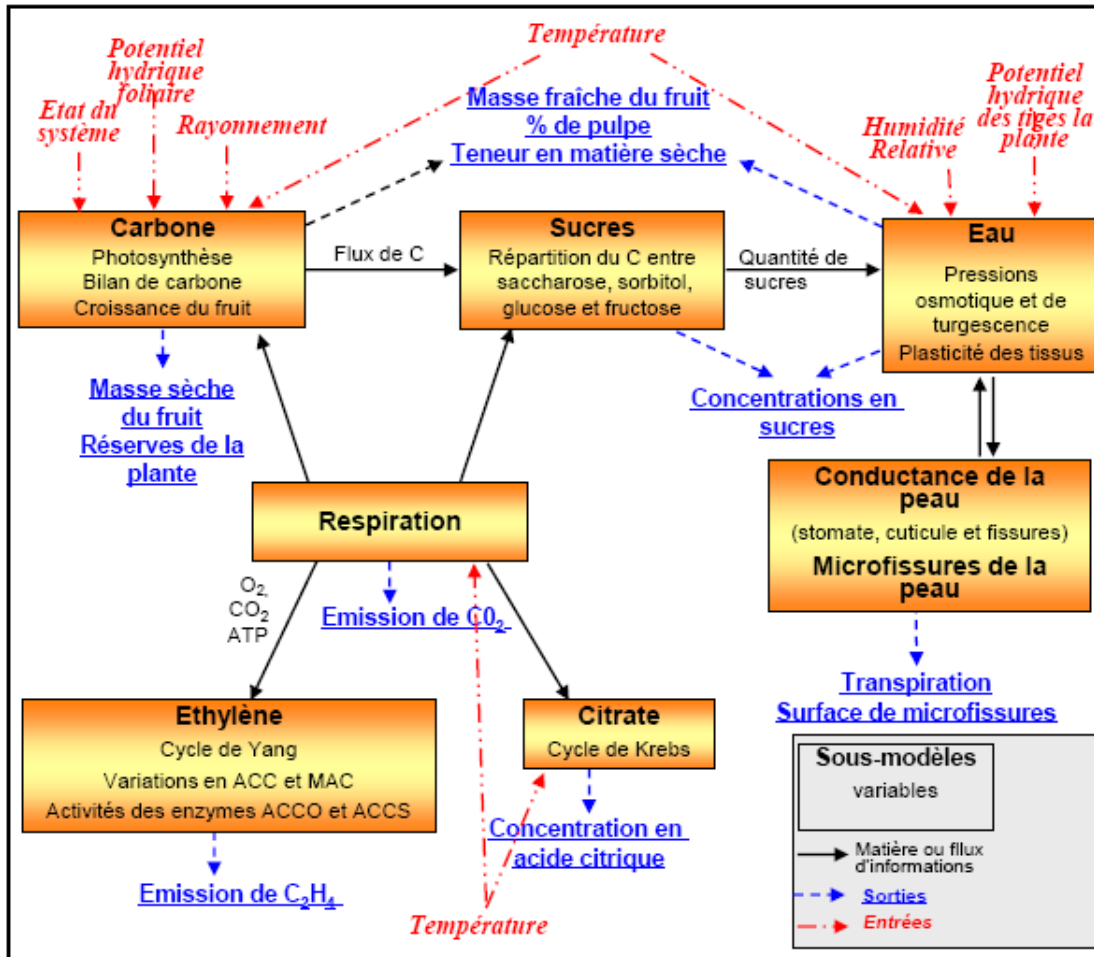 Température
Potentiel
hydrique
foliaire
Etat du
système
Rayonnement
Masse fraîche du fruit
% de pulpe
Teneur en matière sèche
Humidité
Relative
Potentiel
hydrique
des tiges la
plante
Carbone
Photosynthèse
Bilan de carbone
Croissance du fruit
Flux de C
Sucres
Répartition du C entre
saccharose, sorbitol,
glucose et fructose
Quantité de
sucres
Eau
Pressions
osmotique et de
turgescence
Plasticité des tissus
Masse sèche
du fruit
Réserves de la
plante
Concentrations en
sucres
Respiration
Conductance de la
peau
(stomate, cuticule et fissures)
Microfissures de la
peau
O2,
CO2
ATP
Emission de C02
Transpiration
Surface de microfissures
Ethylène
Cycle de Yang
Variations en ACC et MAC
Activités des enzymes ACCO et ACCS
Citrate
Cycle de Krebs
Concentration en
acide citrique
Emission de C2H4
Température
Sous-modèles
variables
Matière ou fllux
d'informations
Sorties
Entrées